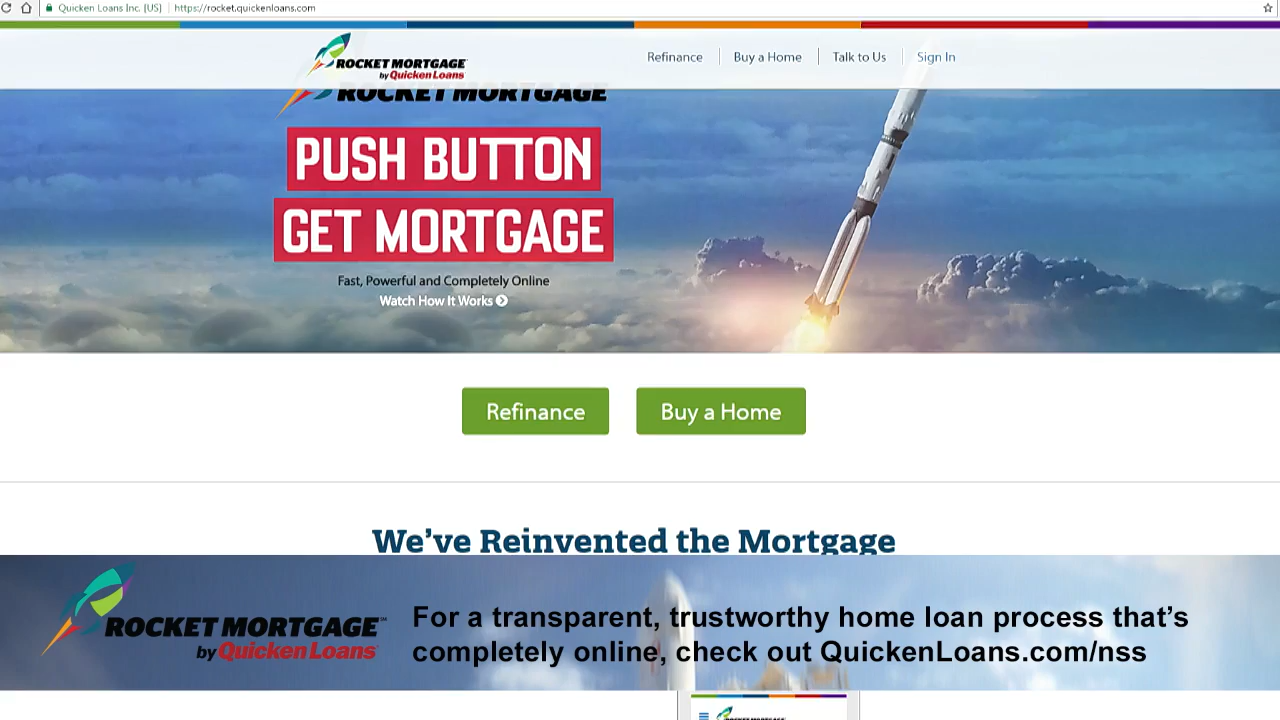 Quicken Loans Inc. [US]
https://rocket.quickenloans.com
ROCKET MORTGAGE
by Quicken Loans
Refinance
Buy a Home
Talk to Us
Sign In
ROCKET MORTGAGE
PUSH BUTTON
GET MORTGAGE
Fast, Powerful and Completely Online
Watch How It Works
Refinance
Buy a Home
We've Reinvented the Mortgage
ROCKET MORTGAGE℠
by Quicken Loans
For a transparent, trustworthy home loan process that's
completely online, check out QuickenLoans.com/nss
ROCKET MORTGAGE